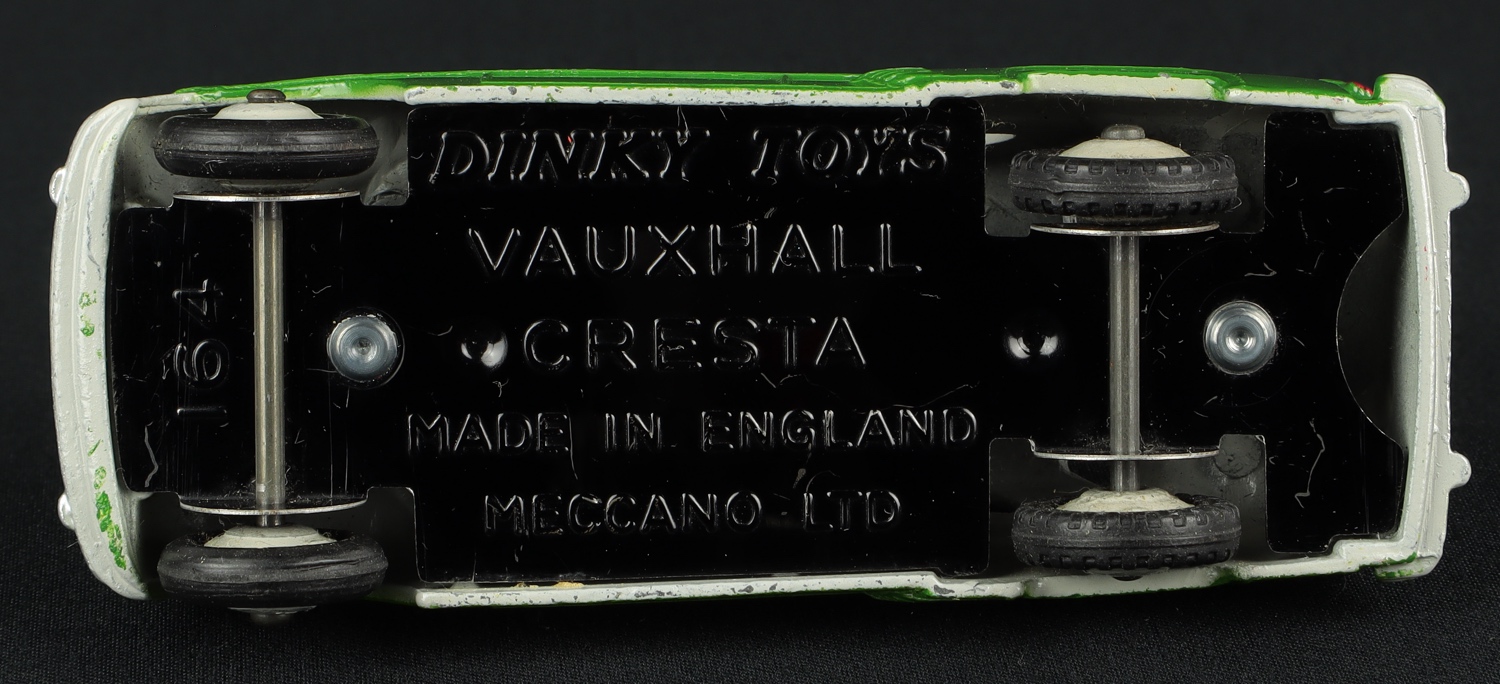 DINKY TOYS
VAUXHALL
CRESTA
MADE IN ENGLAND
MECCANO LTD
164